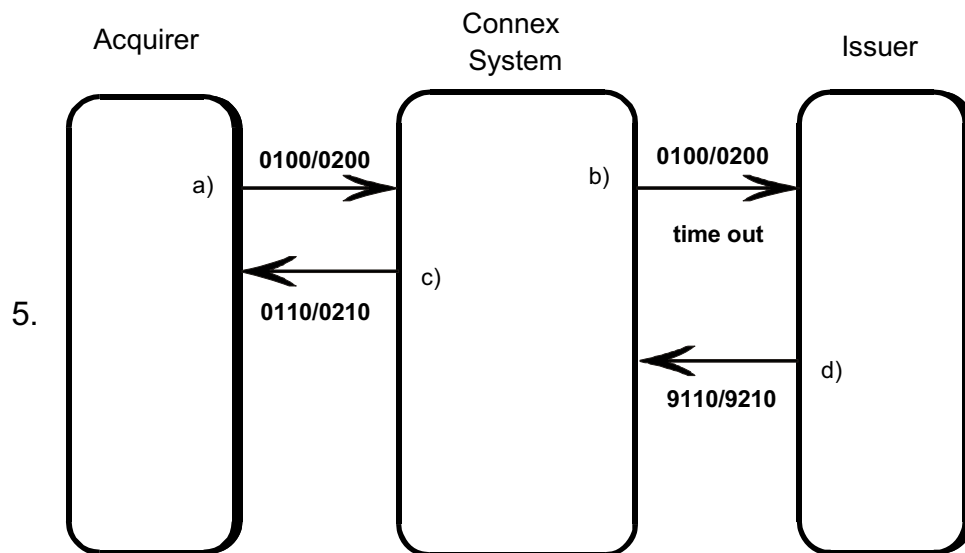 Acquirer
Connex
System
Issuer
0100/0200
0100/0200
a)
b)
time out
c)
0110/0210
5.
d)
9110/9210